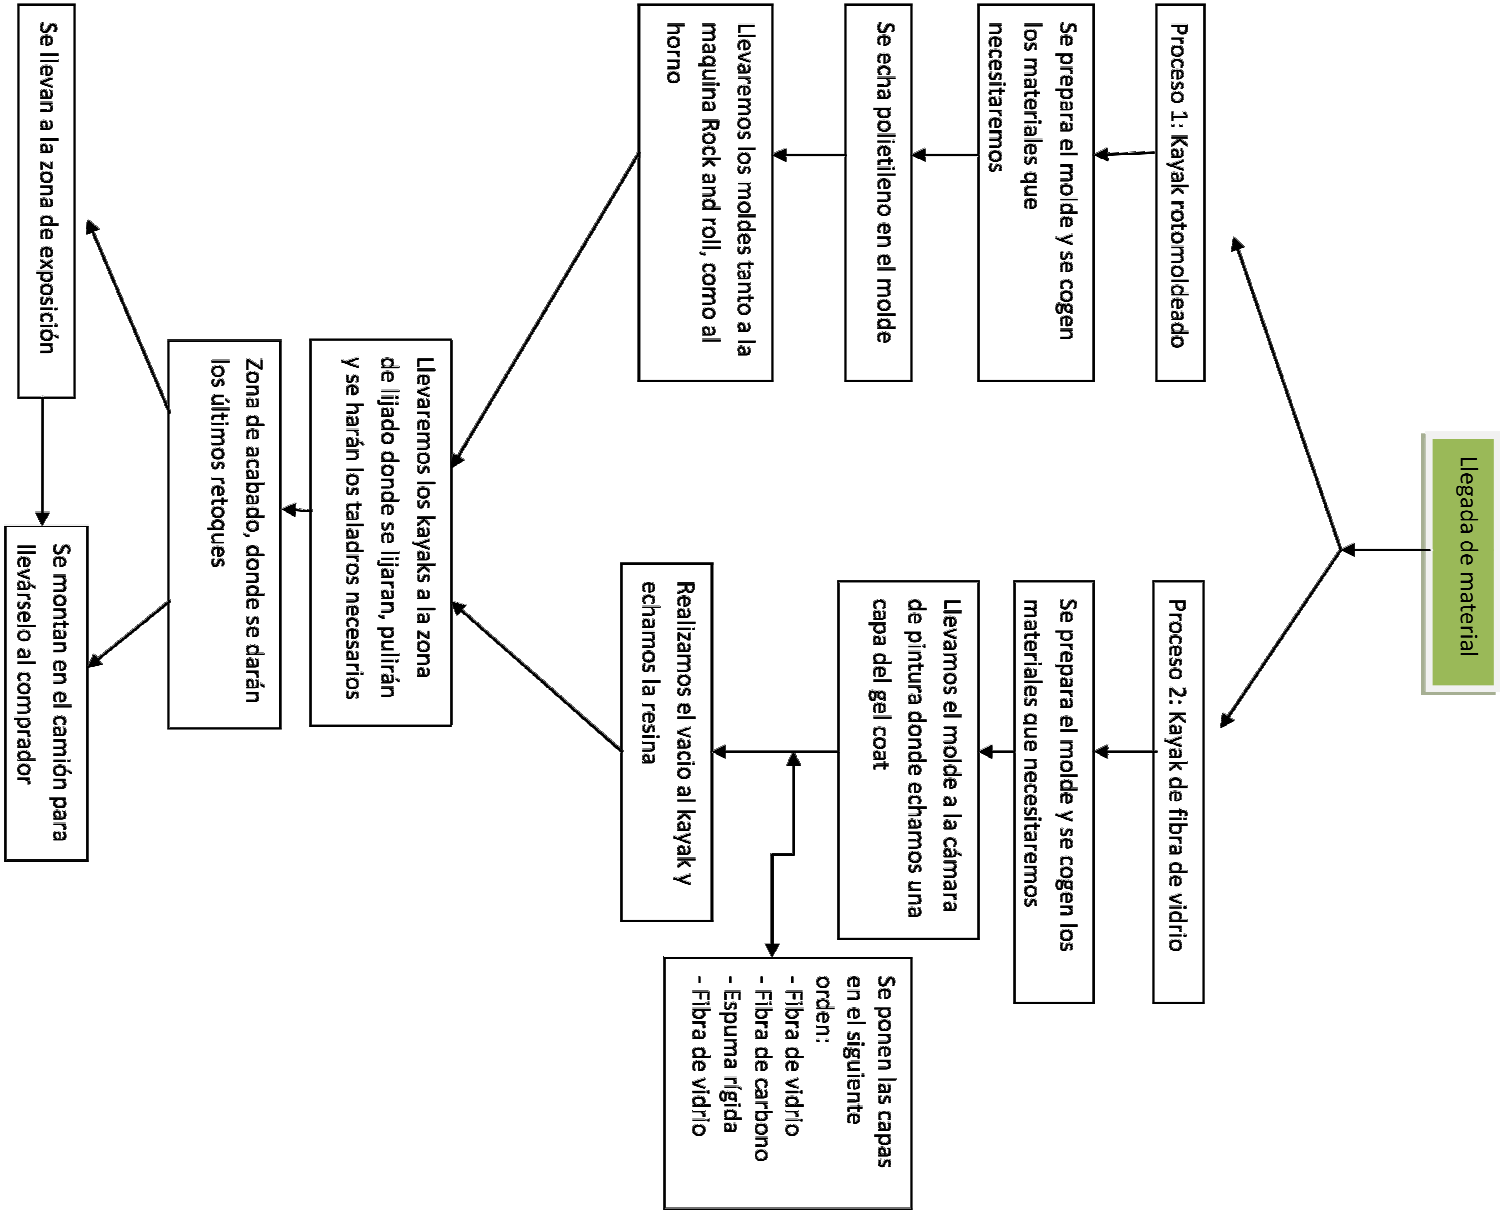 Llegada de material
Proceso 1: Kayak rotomoldeado
Se prepara el molde y se cogen
los materiales que
necesitaremos
Se echa polietileno en el molde
Llevaremos los moldes tanto a la
maquina Rock and roll, como al
horno
Proceso 2: Kayak de fibra de vidrio
Se prepara el molde y se cogen los
materiales que necesitaremos
Llevamos el molde a la cámara
de pintura donde echamos una
capa del gel coat
Se ponen las capas
en el siguiente
orden:
- Fibra de vidrio
- Fibra de carbono
- Espuma rígida
- Fibra de vidrio
Realizamos el vacio al kayak y
echamos la resina
Llevaremos los kayaks a la zona
de lijado donde se lijaran, pulirán
y se harán los taladros necesarios
Zona de acabado, donde se darán
los últimos retoques
Se llevan a la zona de exposición
Se montan en el camión para
llevárselo al comprador